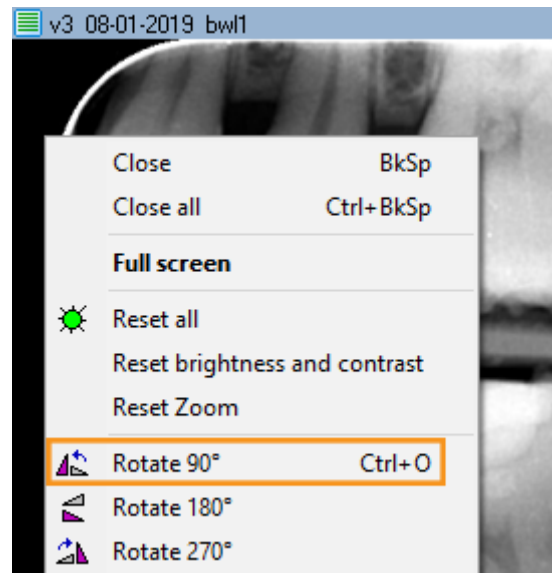 v3 08-01-2019 bwl1
Close BkSp
Close all Ctrl+BkSp
Full screen
Reset all
Reset brightness and contrast
Reset Zoom
Rotate 90° Ctrl+O
Rotate 180°
Rotate 270°